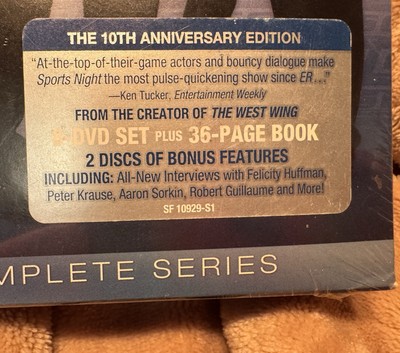 THE 10TH ANNIVERSARY EDITION
"At-the-top-of-their-game actors and bouncy dialogue make
Sports Night the most pulse-quickening show since ER..."
—Ken Tucker, Entertainment Weekly
FROM THE CREATOR OF THE WEST WING
-DVD SET PLUS 36-PAGE BOOK
2 DISCS OF BONUS FEATURES
INCLUDING: All-New Interviews with Felicity Huffman,
Peter Krause, Aaron Sorkin, Robert Guillaume and More!
SF 10929-S1
MPLETE SERIES